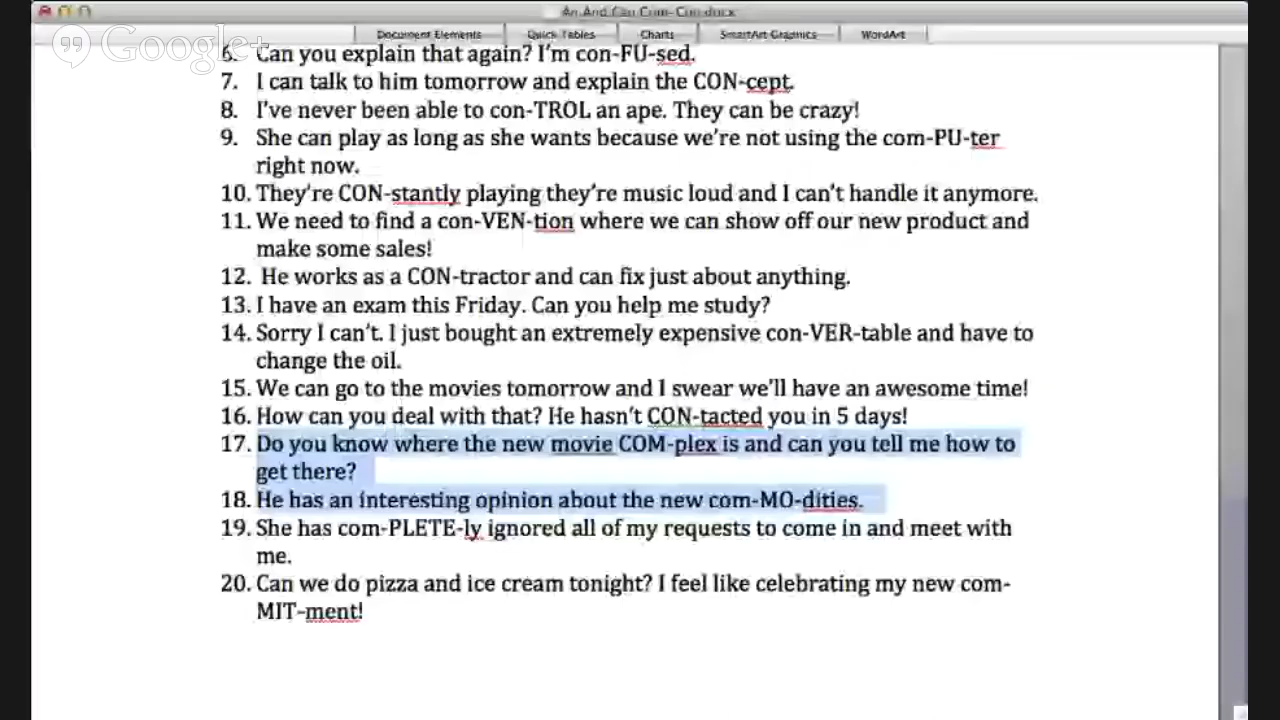 An And Can Com-Con.docx
Google+
Document Elements Quick Tables Charts SmartArt Graphics WordArt
6. Can you explain that again? I'm con-FU-sed.
7. I can talk to him tomorrow and explain the CON-cept.
8. I've never been able to con-TROL an ape. They can be crazy!
9. She can play as long as she wants because we're not using the com-PU-ter
right now.
10. They're CON-stantly playing they're music loud and I can't handle it anymore.
11. We need to find a con-VEN-tion where we can show off our new product and
make some sales!
12. He works as a CON-tractor and can fix just about anything.
13. I have an exam this Friday. Can you help me study?
14. Sorry I can't. I just bought an extremely expensive con-VER-table and have to
change the oil.
15. We can go to the movies tomorrow and I swear we'll have an awesome time!
16. How can you deal with that? He hasn't CON-tacted you in 5 days!
17. Do you know where the new movie COM-plex is and can you tell me how to
get there?
18. He has an interesting opinion about the new com-MO-dities.
19. She has com-PLETE-ly ignored all of my requests to come in and meet with
me.
20. Can we do pizza and ice cream tonight? I feel like celebrating my new com-
MIT-ment!